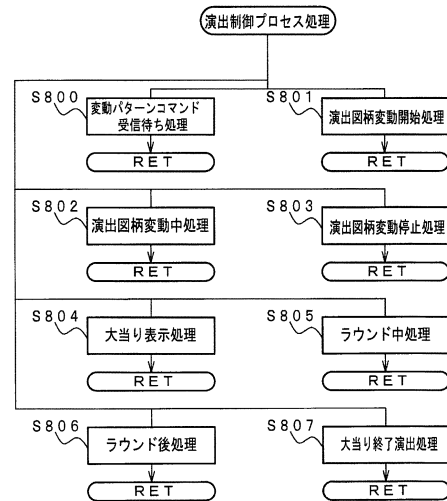 演出制御プロセス処理
S800
変動パターンコマンド
受信待ち処理
RET
S801
演出図柄変動開始処理
RET
S802
演出図柄変動中処理
RET
S803
演出図柄変動停止処理
RET
S804
大当り表示処理
RET
S805
ラウンド中処理
RET
S806
ラウンド後処理
RET
S807
大当り終了演出処理
RET